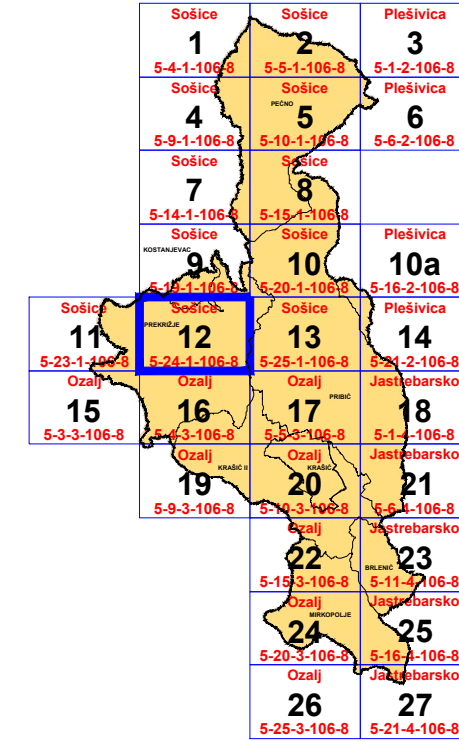 Sošice Sošice Plešivica
1 2 3
5-4-1-106-8 5-5-1-106-8 5-1-2-106-8
Sošice Sošice Plešivica
PEČNO
4 5 6
5-9-1-106-8 5-10-1-106-8 5-6-2-106-8
Sošice Sošice
7 8
5-14-1-106-8 5-15-1-106-8
Sošice Sošice Plešivica
KOSTANJEVAC
9 10 10a
5-19-1-106-8 5-20-1-106-8 5-16-2-106-8
Sošice Sošice Sošice Plešivica
PREKRIŽJE
11 12 13 14
5-23-1-106-8 5-24-1-106-8 5-25-1-106-8 5-21-2-106-8
Ozalj Ozalj Ozalj Jastrebarsko
PRIBIĆ
15 16 17 18
5-3-3-106-8 5-4-3-106-8 5-5-3-106-8 5-1-4-106-8
Ozalj Ozalj Jastrebarsko
KRAŠIĆ II KRAŠIĆ
19 20 21
5-9-3-106-8 5-10-3-106-8 5-6-4-106-8
Ozalj Jastrebarsko
22 23
BRLENIĆ
5-15-3-106-8 5-11-4-106-8
Ozalj Jastrebarsko
MIRKOPOLJE
24 25
5-20-3-106-8 5-16-4-106-8
Ozalj Jastrebarsko
26 27
5-25-3-106-8 5-21-4-106-8